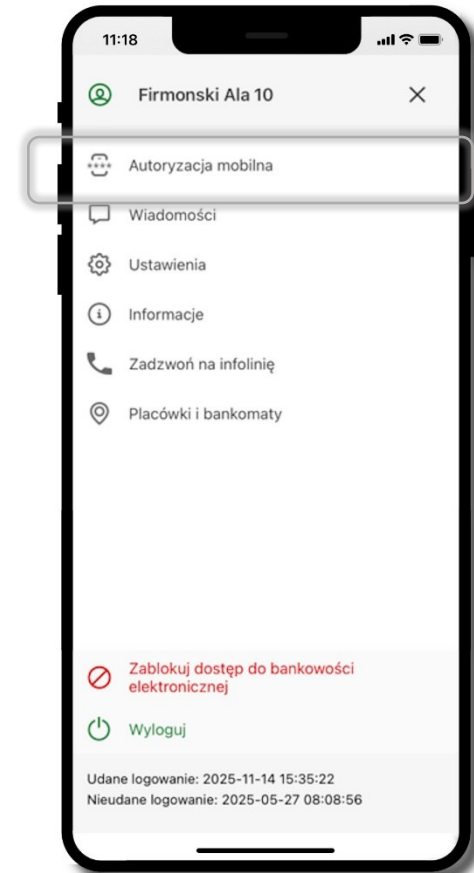 11:18
Firmonski Ala 10
Autoryzacja mobilna
Wiadomości
Ustawienia
Informacje
Zadzwoń na infolinię
Placówki i bankomaty
Zablokuj dostęp do bankowości
elektronicznej
Wyloguj
Udane logowanie: 2025-11-14 15:35:22
Nieudane logowanie: 2025-05-27 08:08:56